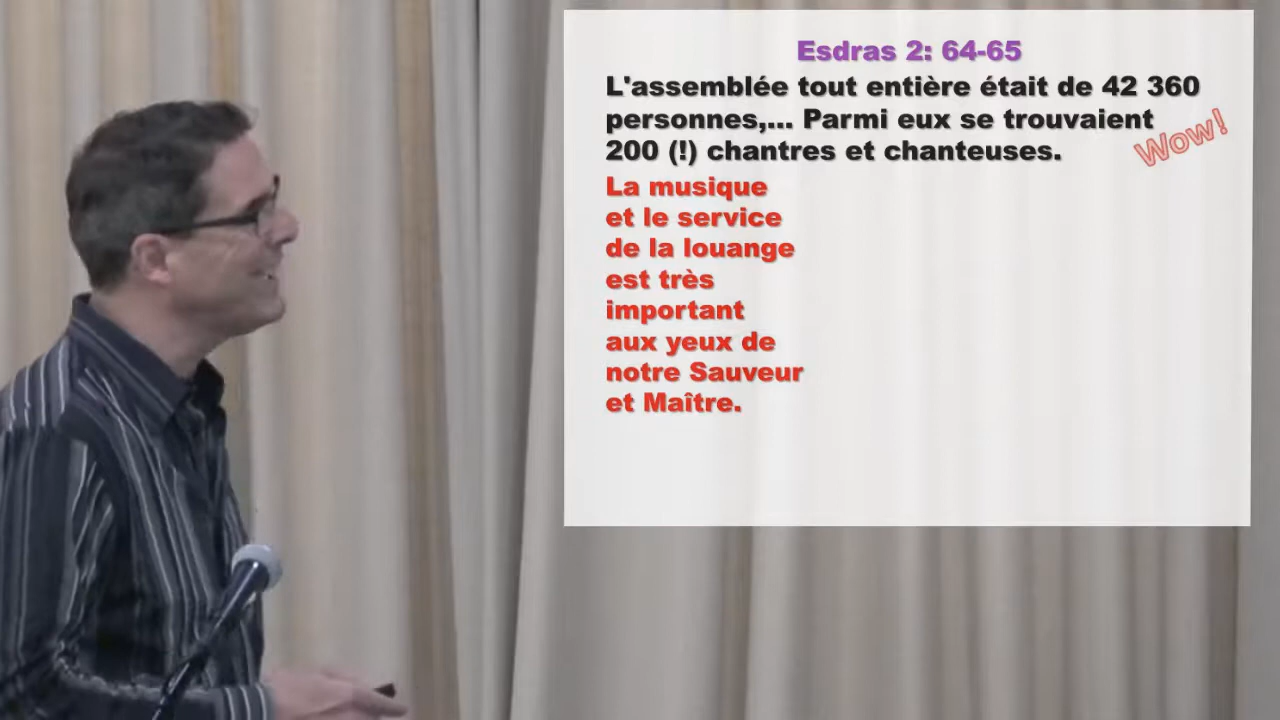 Esdras 2: 64-65
L'assemblée tout entière était de 42 360
personnes,... Parmi eux se trouvaient
200 (!) chantres et chanteuses.
Wow!
La musique
et le service
de la louange
est très
important
aux yeux de
notre Sauveur
et Maître.